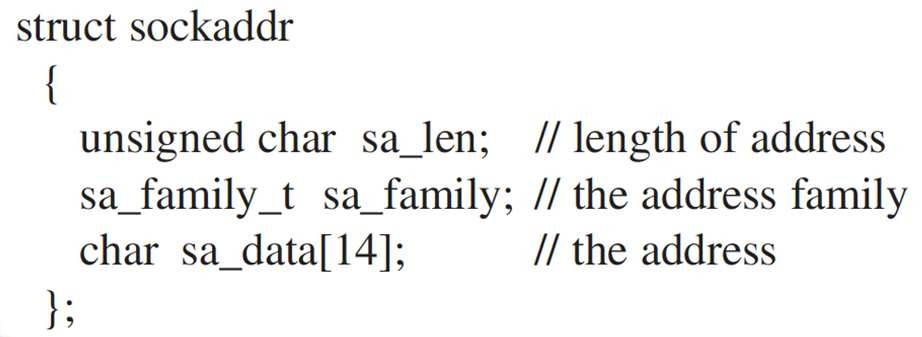 struct sockaddr
{
unsigned char sa_len; // length of address
sa_family_t sa_family; // the address family
char sa_data[14]; // the address
};